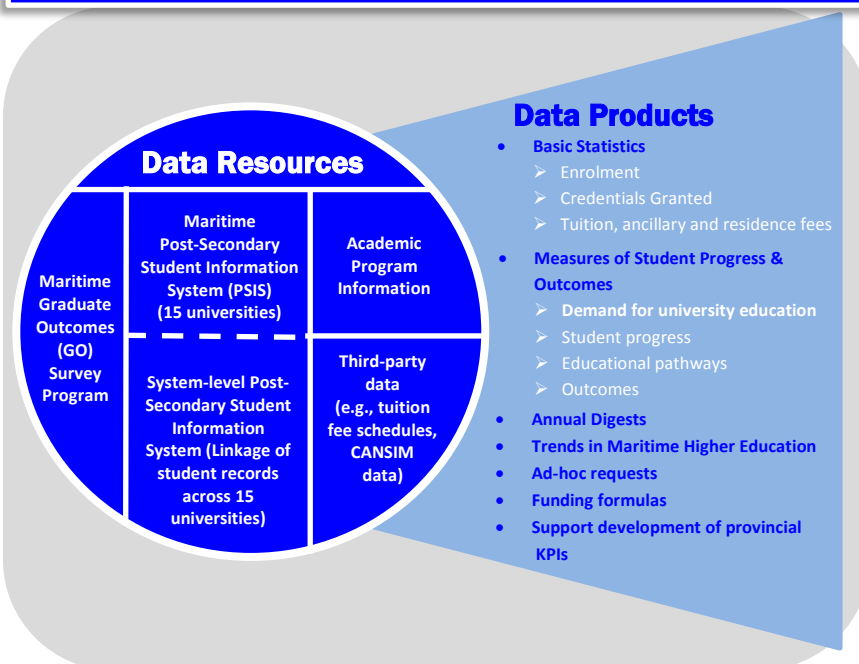 Data Resources
Maritime
Graduate
Outcomes
(GO)
Survey
Program
Maritime
Post-Secondary
Student Information
System (PSIS)
(15 universities)
Academic
Program
Information
System-level Post-
Secondary Student
Information
System (Linkage of
student records
across 15
universities)
Third-party
data
(e.g., tuition
fee schedules,
CANSIM
data)
Data Products
• Basic Statistics
➢ Enrolment
➢ Credentials Granted
➢ Tuition, ancillary and residence fees
• Measures of Student Progress &
Outcomes
➢ Demand for university education
➢ Student progress
➢ Educational pathways
➢ Outcomes
• Annual Digests
• Trends in Maritime Higher Education
• Ad-hoc requests
• Funding formulas
• Support development of provincial
KPIs